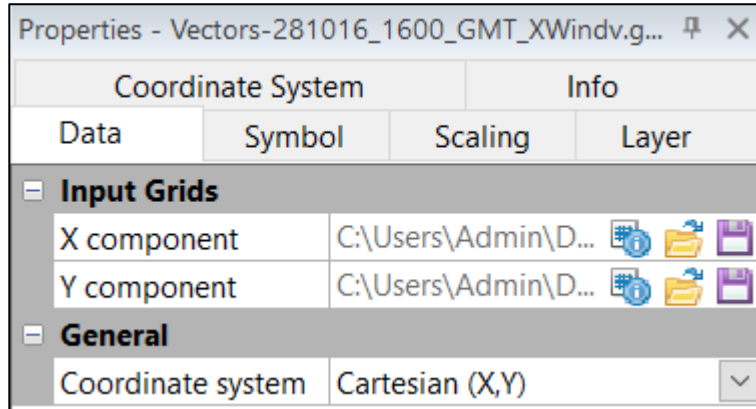 Properties - Vectors-281016_1600_GMT_XWindv.g...
Coordinate System Info
Data Symbol Scaling Layer
Input Grids
X component C:\Users\Admin\D...
Y component C:\Users\Admin\D...
General
Coordinate system Cartesian (X,Y)